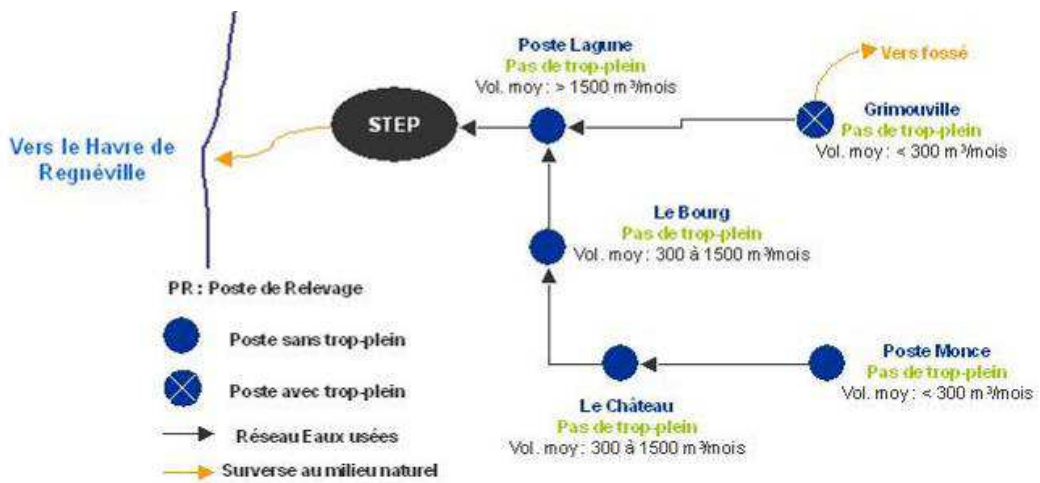 Poste Lagune
Pas de trop-plein
Vol. moy : > 1500 m³/mois
Vers fossé
STEP
Grimouville
Pas de trop-plein
Vol. moy : < 300 m³/mois
Vers le Havre de
Regnéville
Le Bourg
Pas de trop-plein
Vol. moy : 300 à 1500 m³/mois
PR : Poste de Relevage
Poste sans trop-plein
Poste avec trop-plein
Réseau Eaux usées
Surverse au milieu naturel
Poste Monce
Pas de trop-plein
Vol. moy : < 300 m³/mois
Le Château
Pas de trop-plein
Vol. moy : 300 à 1500 m³/mois